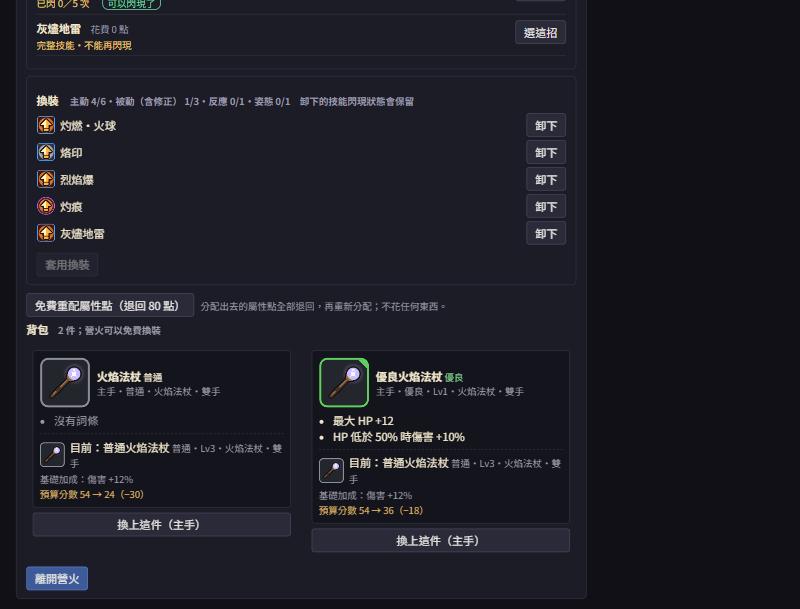 已閃 0／5 次 可以閃現了
灰燼地雷 花費 0 點
完整技能・不能再閃現
選這招
換裝 主動 4/6・被動（含修正） 1/3・反應 0/1・姿態 0/1 卸下的技能閃現狀態會保留
灼燃・火球 卸下
烙印 卸下
烈焰爆 卸下
灼痕 卸下
灰燼地雷 卸下
套用換裝
免費重配屬性點（退回 80 點） 分配出去的屬性點全部退回，再重新分配；不花任何東西。
背包 2 件；營火可以免費換裝
火焰法杖 普通
主手・普通・火焰法杖・雙手
• 沒有詞條
目前：普通火焰法杖 普通・Lv3・火焰法杖・雙
手
基礎加成：傷害 +12%
預算分數 54 → 24（−30）
換上這件（主手）
優良火焰法杖 優良
主手・優良・Lv1・火焰法杖・雙手
• 最大 HP +12
• HP 低於 50% 時傷害 +10%
目前：普通火焰法杖 普通・Lv3・火焰法杖・雙
手
基礎加成：傷害 +12%
預算分數 54 → 36（−18）
換上這件（主手）
離開營火